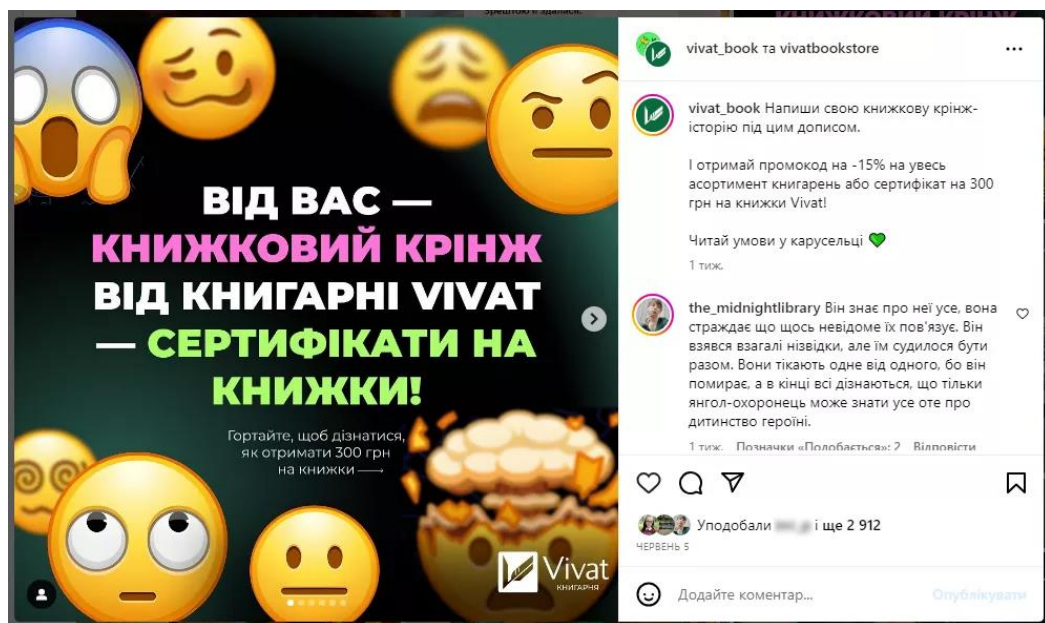 ВІД ВАС —
КНИЖКОВИЙ КРІНЖ
ВІД КНИГАРНІ VIVAT
— СЕРТИФІКАТИ НА
КНИЖКИ!
Гортайте, щоб дізнатися,
як отримати 300 грн
на книжки
Vivat
КНИГАРНЯ
vivat_book та vivatbookstore
vivat_book Напиши свою книжкову крінж-
історію під цим дописом.
І отримай промокод на -15% на увесь
асортимент книгарень або сертифікат на 300
грн на книжки Vivat!
Читай умови у карусельці 💚
1 тиж.
the_midnightlibrary Він знає про неї усе, вона
страждає що щось невідоме їх пов'язує. Він
взявся взагалі нізвідки, але їм судилося бути
разом. Вони тікають одне від одного, бо він
помирає, а в кінці всі дізнаються, що тільки
янгол-охоронець може знати усе оте про
дитинство героїні.
1 тиж. Позначки «Подобається»: 2 Відповісти
Уподобали і ще 2 912
ЧЕРВЕНЬ 5
Додайте коментар...
Опублікувати